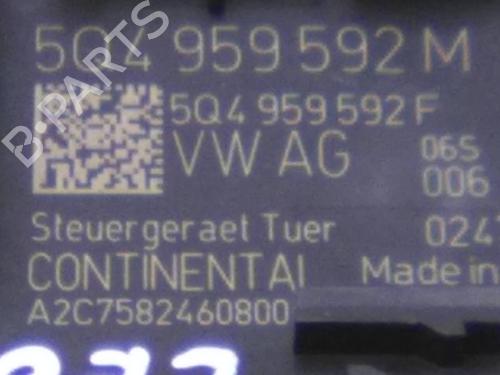 B-PARTS
5Q4 959 592 M
5Q4 959 592 F
VW AG 06S
006
Steuergeraet Tuer 024
CONTINENTAL Made in
A2C7582460800